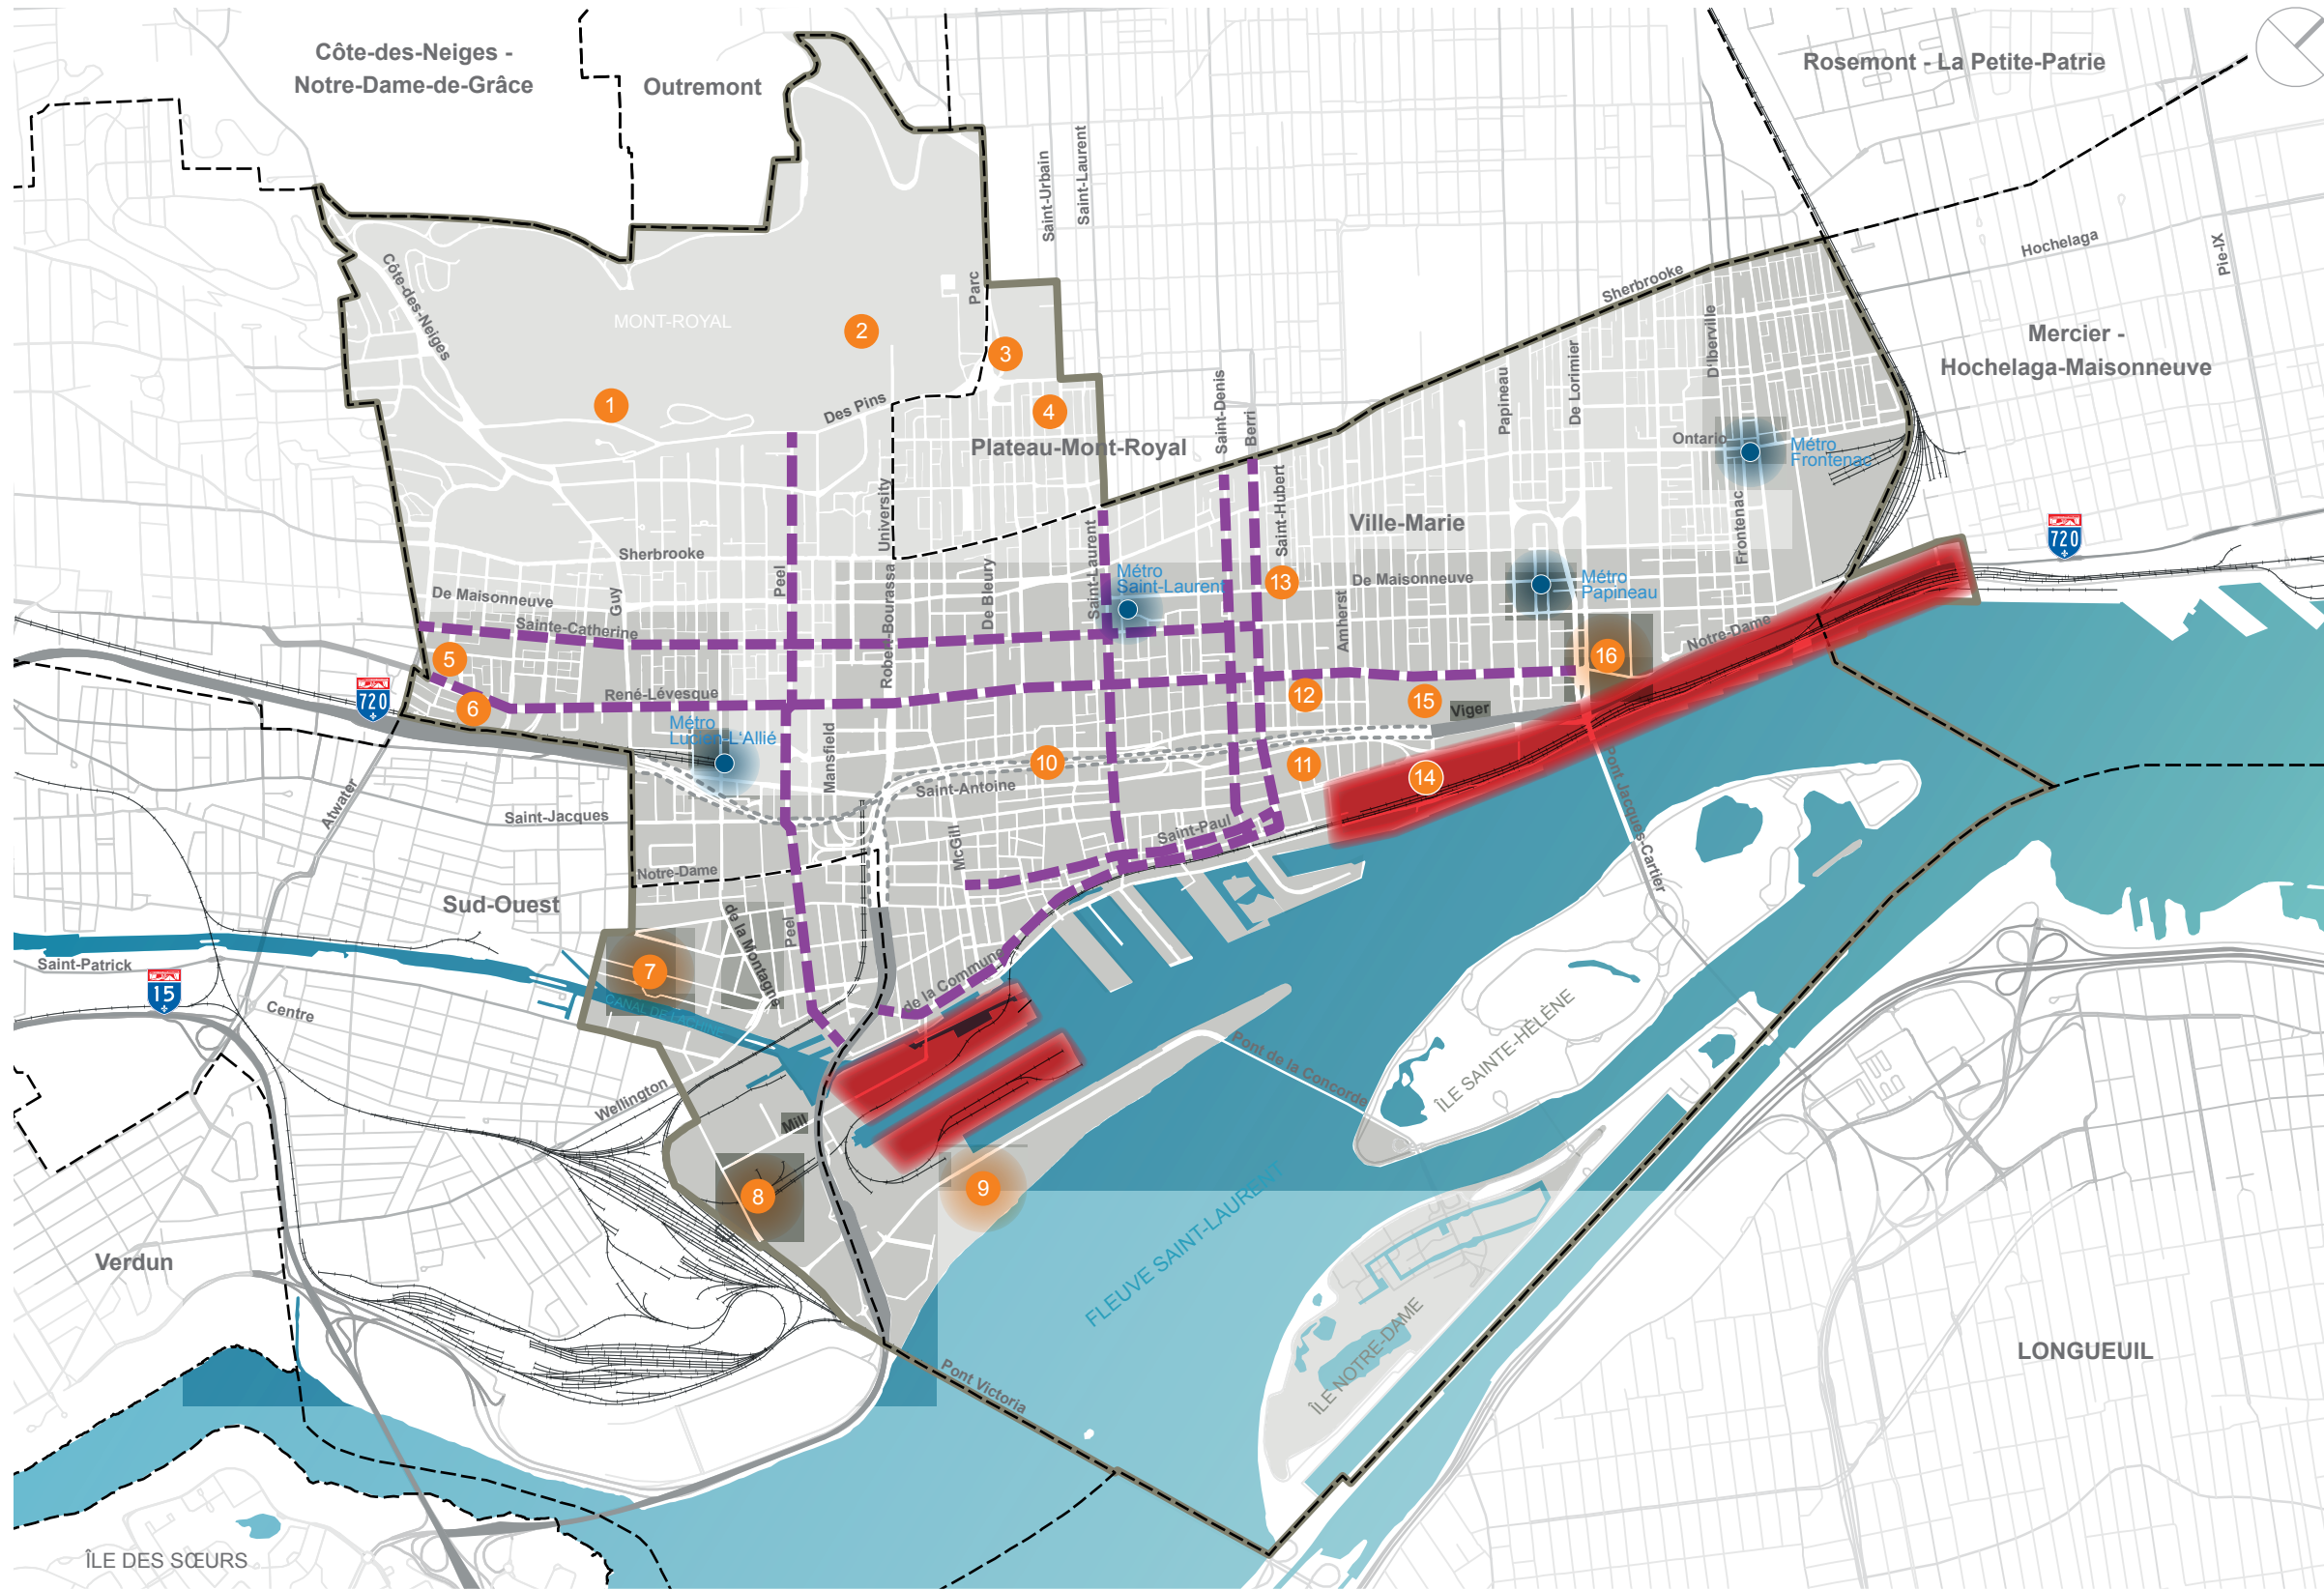 Côte-des-Neiges -
Notre-Dame-de-Grâce
Outremont
Rosemont - La Petite-Patrie
Saint-Urbain
Saint-Laurent
Hochelaga
Pie-IX
Côte-des-Neiges
Parc
Sherbrooke
MONT-ROYAL
2
3
D'Iberville
Mercier -
Hochelaga-Maisonneuve
1
Des Pins
4
Saint-Denis
Berri
Papineau
De Lorimier
Plateau-Mont-Royal
Ontario
Métro
Frontenac
University
Saint-Hubert
Ville-Marie
Frontenac
720
Sherbrooke
Peel
Robert-Bourassa
De Bleury
Saint-Laurent
Métro
Saint-Laurent
13
De Maisonneuve
Métro
Papineau
De Maisonneuve
Guy
Sainte-Catherine
Amherst
Notre-Dame
5
16
720
6
René-Lévesque
12
15
Viger
Métro
Lucien-L'Allié
Mansfield
10
11
14
Saint-Antoine
Pont Jacques-Cartier
Atwater
Saint-Jacques
McGill
Saint-Paul
Notre-Dame
Sud-Ouest
de la Montagne
Peel
Saint-Patrick
15
7
de la Commune
CANAL DE LACHINE
Centre
ÎLE SAINTE-HÉLÈNE
Pont de la Concorde
Wellington
Mill
8
9
FLEUVE SAINT-LAURENT
Verdun
ÎLE NOTRE-DAME
LONGUEUIL
Pont Victoria
ÎLE DES SŒURS